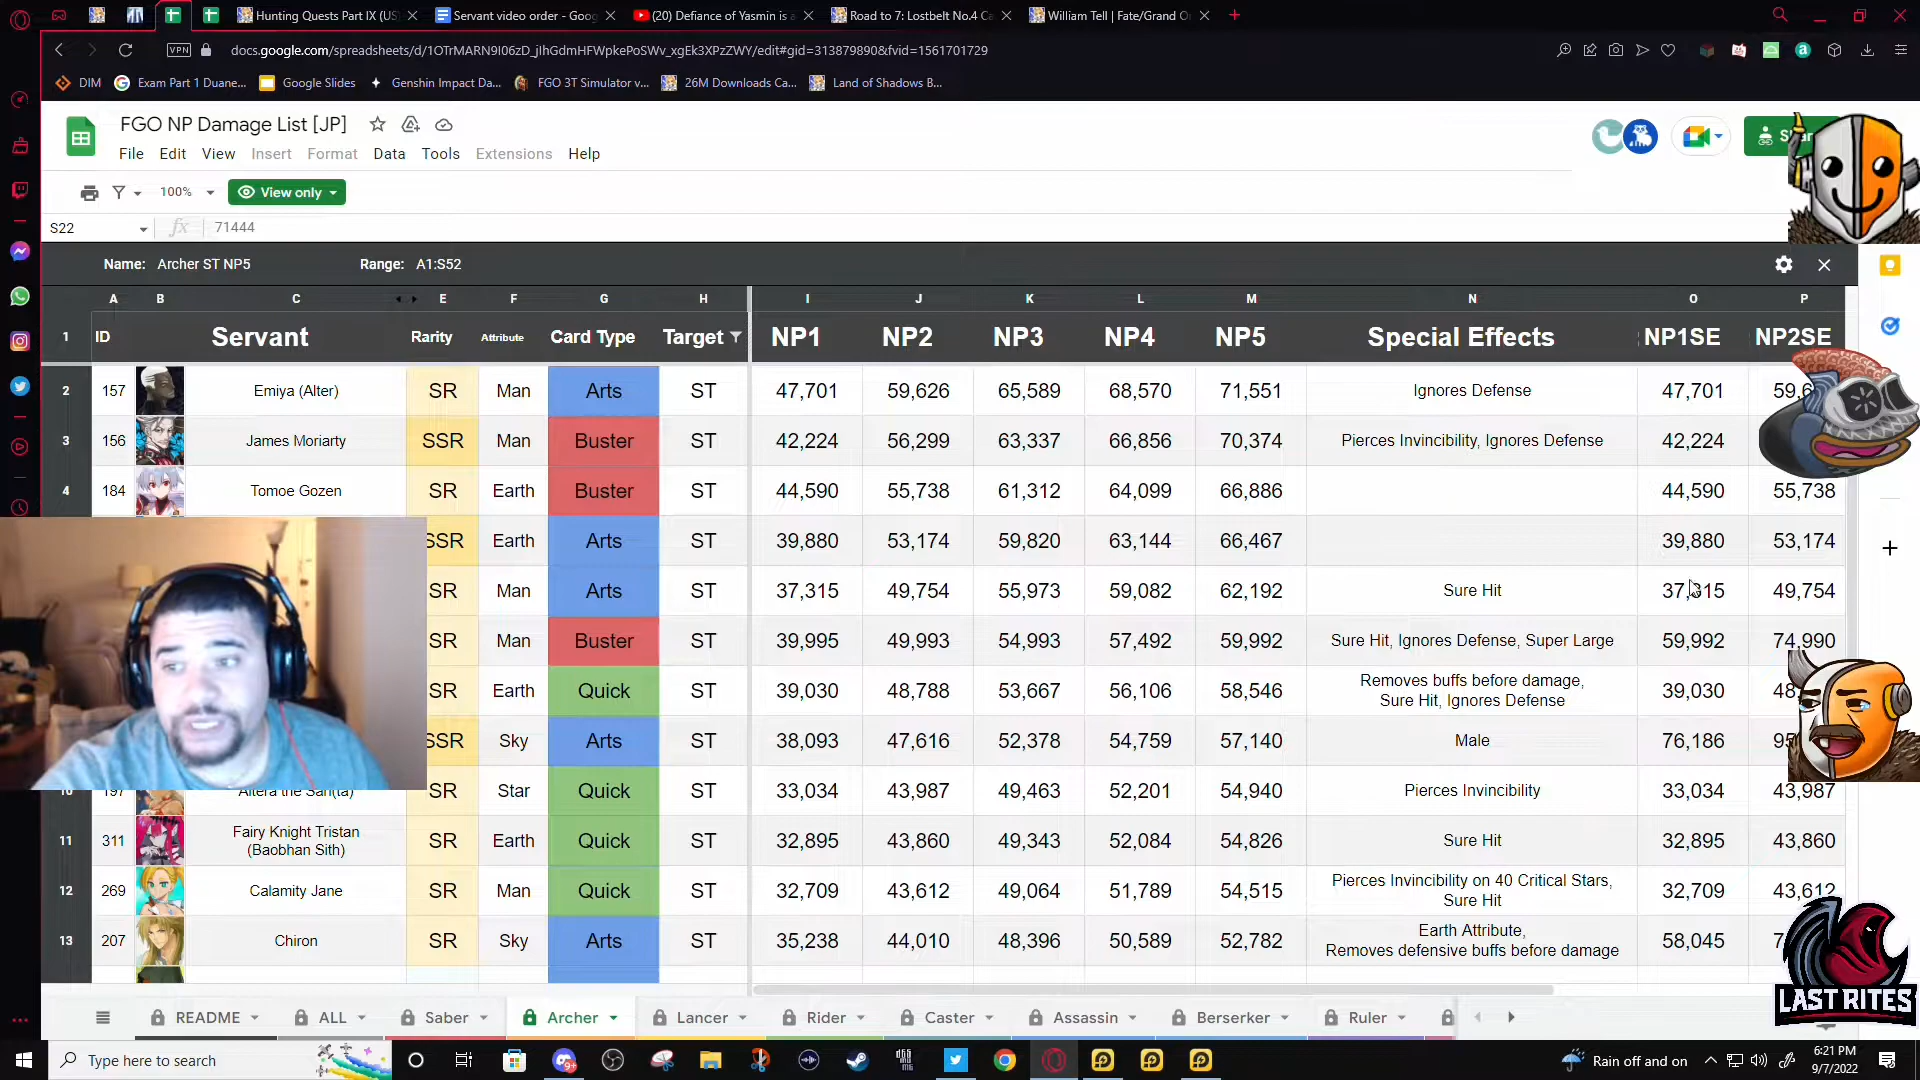 Hunting Quests Part IX (US
Servant video order - Goog
(20) Defiance of Yasmin is a
Road to 7: Lostbelt No.4 Ca
William Tell | Fate/Grand O
VPN
docs.google.com/spreadsheets/d/1OTrMARN9I06zD_jIhGdmHFWpkePoSWv_xgEk3XPzZWY/edit#gid=313879890&fvid=1561701729
DIM
Exam Part 1 Duane...
Google Slides
Genshin Impact Da...
FGO 3T Simulator v...
26M Downloads Ca...
Land of Shadows B...
FGO NP Damage List [JP]
File Edit View Insert Format Data Tools Extensions Help
100%
View only
S22
fx 71444
Name: Archer ST NP5 Range: A1:S52
A B C E F G H I J K L M N O P
1 ID Servant Rarity Attribute Card Type Target NP1 NP2 NP3 NP4 NP5 Special Effects NP1SE NP2SE
2 157 Emiya (Alter) SR Man Arts ST 47,701 59,626 65,589 68,570 71,551 Ignores Defense 47,701
3 156 James Moriarty SSR Man Buster ST 42,224 56,299 63,337 66,856 70,374 Pierces Invincibility, Ignores Defense 42,224
4 184 Tomoe Gozen SR Earth Buster ST 44,590 55,738 61,312 64,099 66,886 44,590 55,738
SSR Earth Arts ST 39,880 53,174 59,820 63,144 66,467 39,880 53,174
SR Man Arts ST 37,315 49,754 55,973 59,082 62,192 Sure Hit 37,315 49,754
SR Man Buster ST 39,995 49,993 54,993 57,492 59,992 Sure Hit, Ignores Defense, Super Large 59,992 74,990
SR Earth Quick ST 39,030 48,788 53,667 56,106 58,546 Removes buffs before damage,
Sure Hit, Ignores Defense 39,030
SSR Sky Arts ST 38,093 47,616 52,378 54,759 57,140 Male 76,186
10 197 Altera the San(ta) SR Star Quick ST 33,034 43,987 49,463 52,201 54,940 Pierces Invincibility 33,034 43,987
11 311 Fairy Knight Tristan
(Baobhan Sith) SR Earth Quick ST 32,895 43,860 49,343 52,084 54,826 Sure Hit 32,895 43,860
12 269 Calamity Jane SR Man Quick ST 32,709 43,612 49,064 51,789 54,515 Pierces Invincibility on 40 Critical Stars,
Sure Hit 32,709 43,612
13 207 Chiron SR Sky Arts ST 35,238 44,010 48,396 50,589 52,782 Earth Attribute,
Removes defensive buffs before damage 58,045
LAST RITES
README ALL Saber Archer Lancer Rider Caster Assassin Berserker Ruler
Type here to search
Rain off and on
6:21 PM
9/7/2022